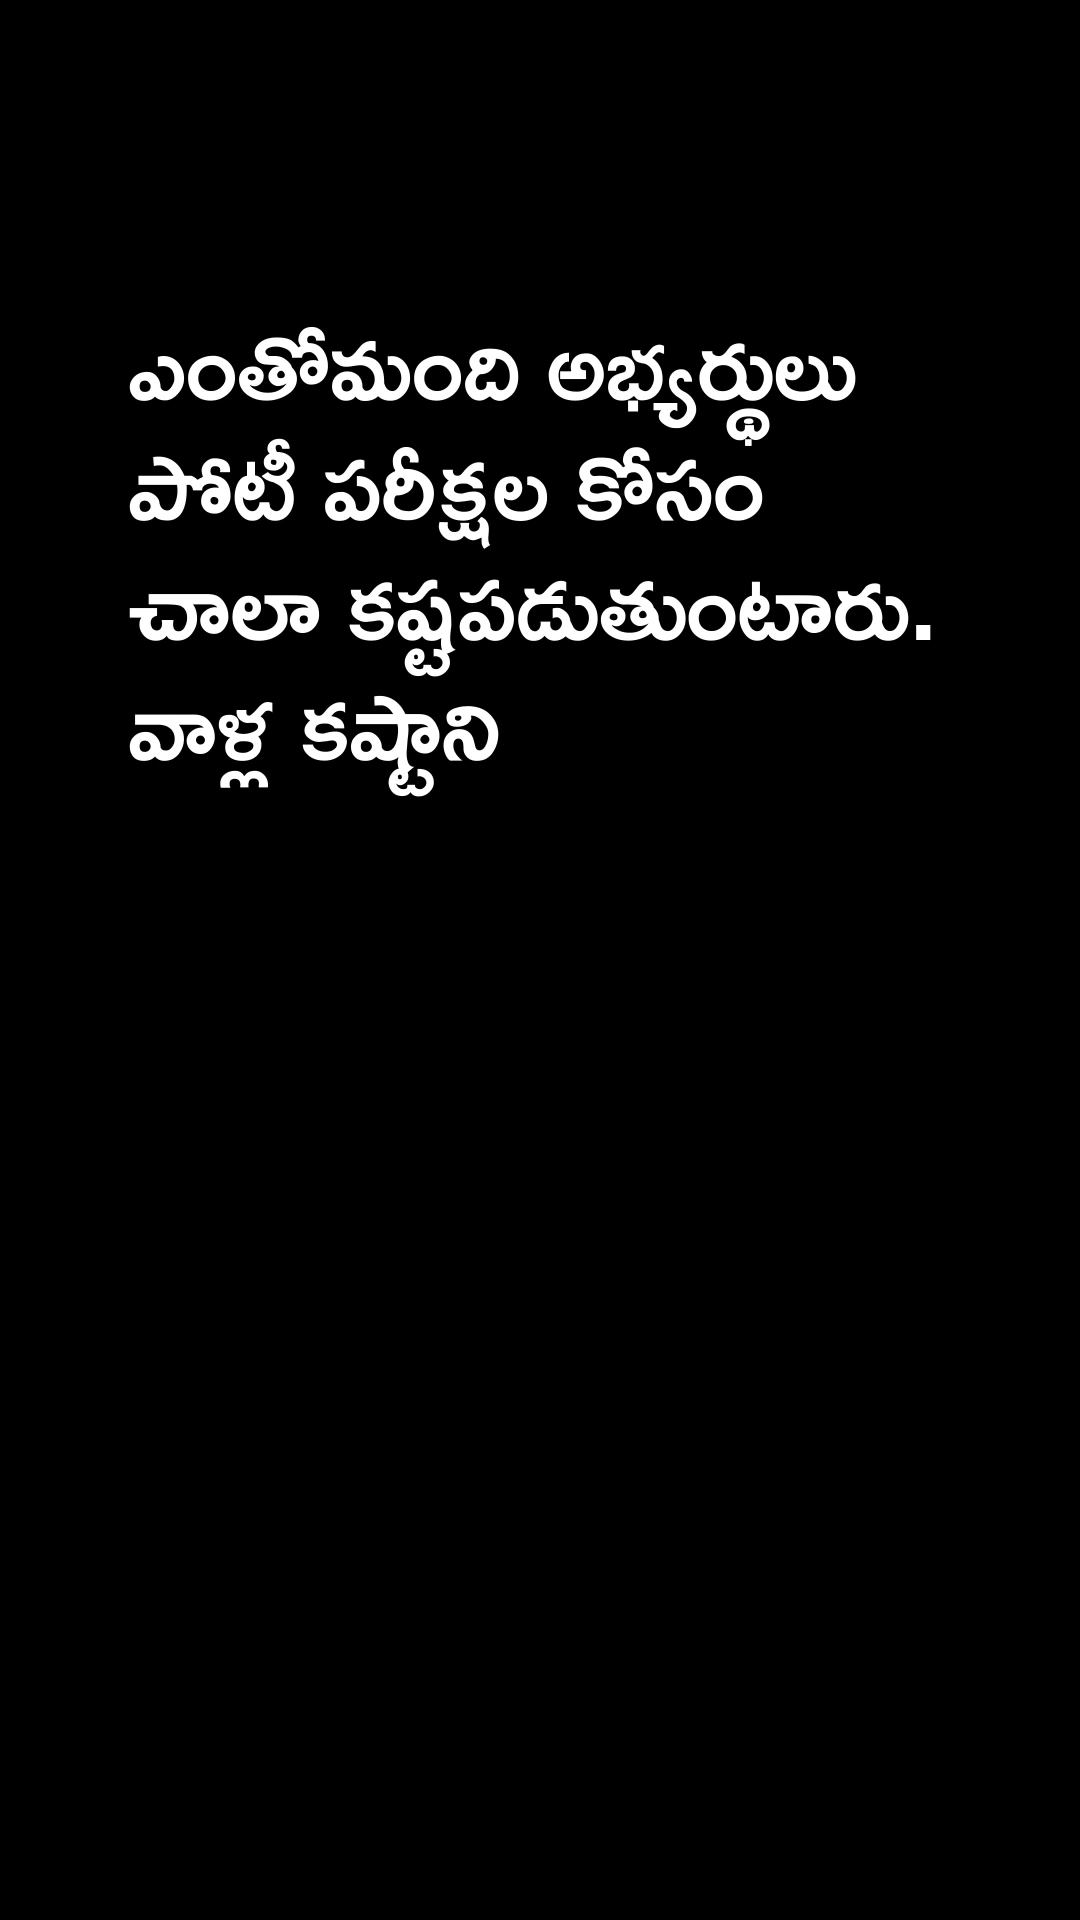 ఎంతోమంది అభ్యర్థులు
పోటీ పరీక్షల కోసం
చాలా కష్టపడుతుంటారు.
వాళ్ల కష్టాని